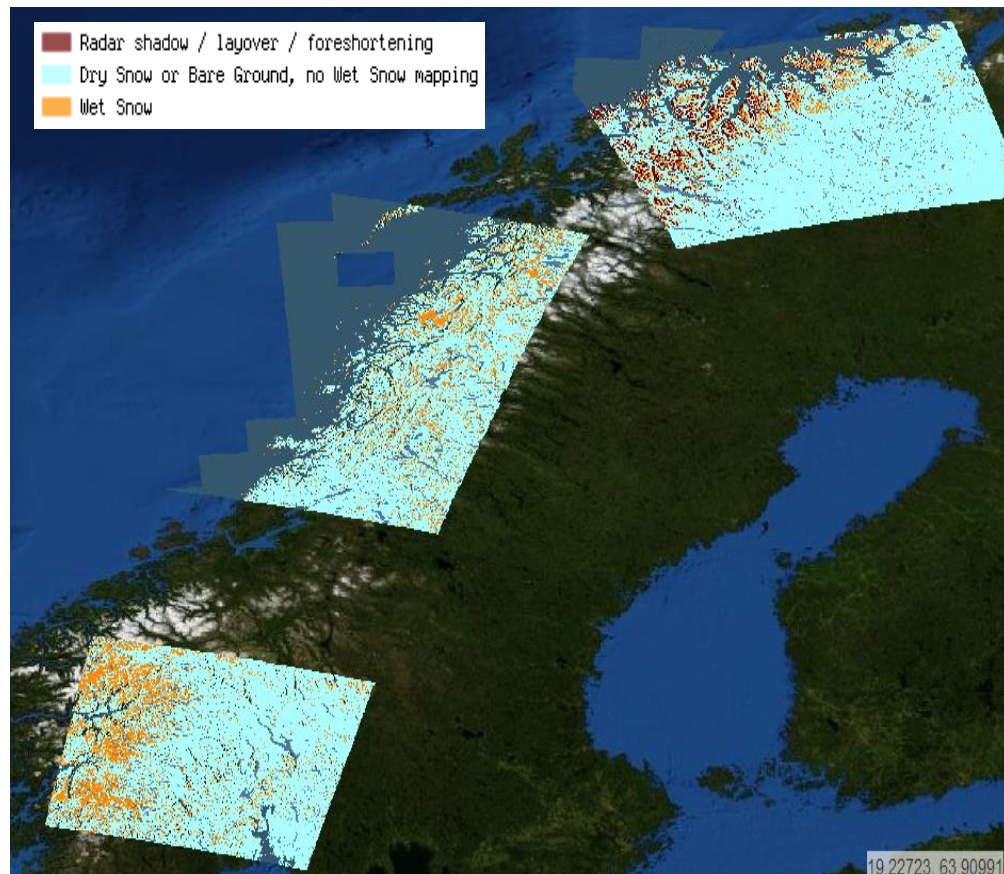 Radar shadow / layover / foreshortening
Dry Snow or Bare Ground, no Wet Snow mapping
Wet Snow
19.22723, 63.90991